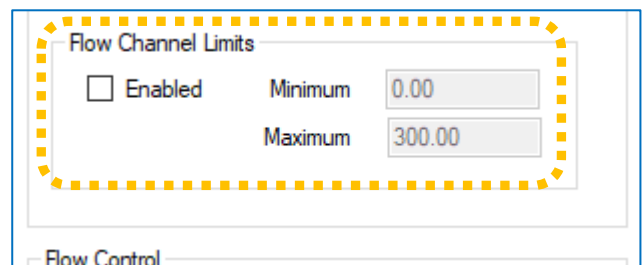 Flow Channel Limits
Enabled Minimum 0.00
Maximum 300.00
Flow Control